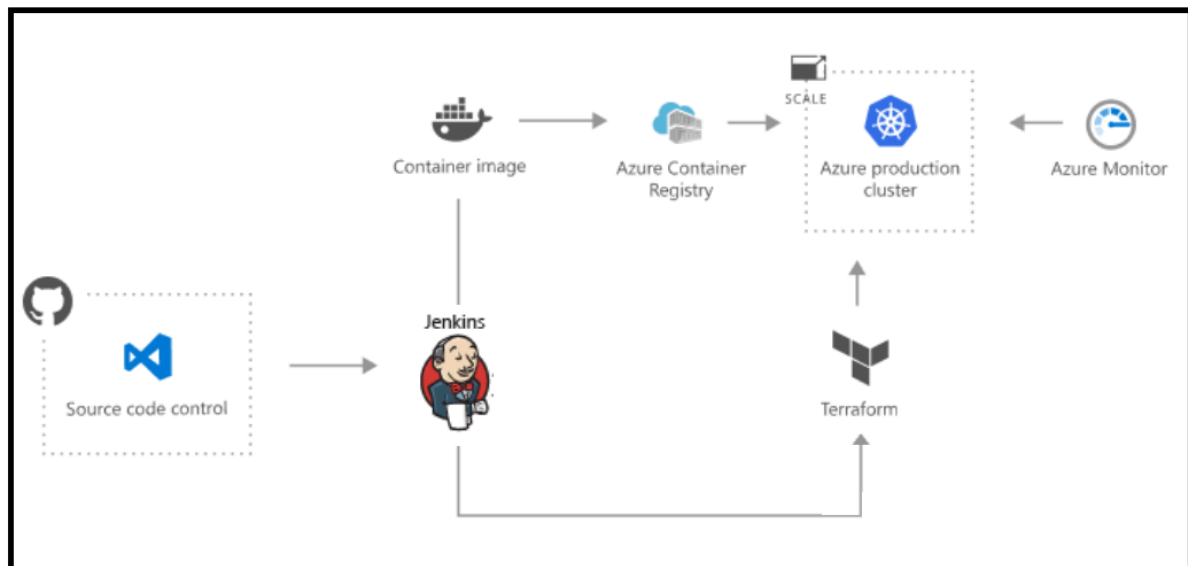 SCALE
Container image
Azure Container
Registry
Azure production
cluster
Azure Monitor
Jenkins
Source code control
Terraform